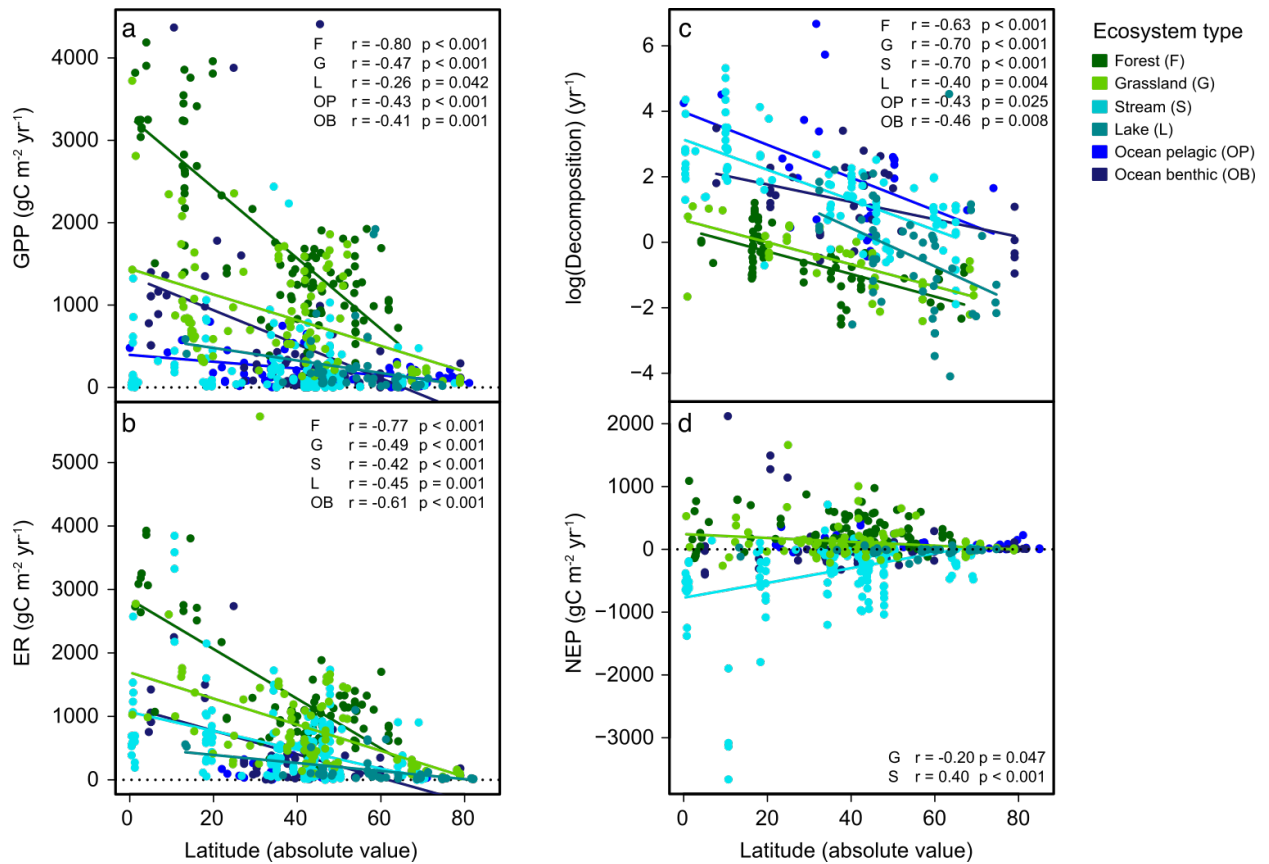 a
GPP (gC m⁻² yr⁻¹)
4000
3000
2000
1000
0
F r = -0.80 p < 0.001
G r = -0.47 p < 0.001
L r = -0.26 p = 0.042
OP r = -0.43 p < 0.001
OB r = -0.41 p = 0.001
c
log(Decomposition) (yr⁻¹)
6
4
2
0
−2
−4
F r = -0.63 p < 0.001
G r = -0.70 p < 0.001
S r = -0.70 p < 0.001
L r = -0.40 p = 0.004
OP r = -0.43 p = 0.025
OB r = -0.46 p = 0.008
Ecosystem type
Forest (F)
Grassland (G)
Stream (S)
Lake (L)
Ocean pelagic (OP)
Ocean benthic (OB)
b
ER (gC m⁻² yr⁻¹)
5000
4000
3000
2000
1000
0
F r = -0.77 p < 0.001
G r = -0.49 p < 0.001
S r = -0.42 p < 0.001
L r = -0.45 p = 0.001
OB r = -0.61 p < 0.001
0 20 40 60 80
Latitude (absolute value)
d
NEP (gC m⁻² yr⁻¹)
2000
1000
0
−1000
−2000
−3000
G r = -0.20 p = 0.047
S r = 0.40 p < 0.001
0 20 40 60 80
Latitude (absolute value)